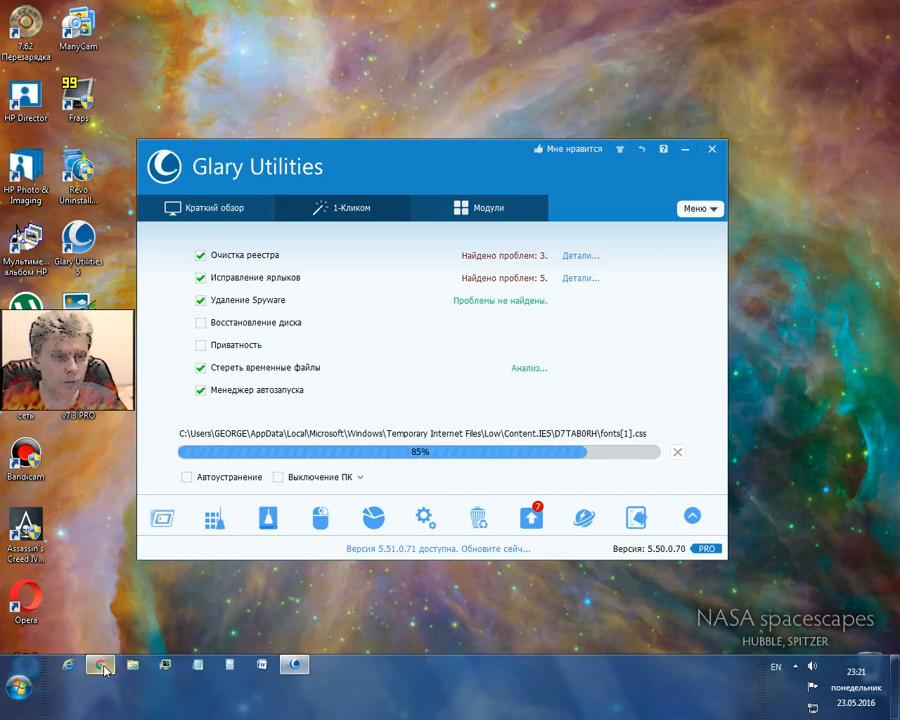 7.62
Перезарядка
ManyCam
HP Director
99
Fraps
HP Photo &
Imaging
Revo
Uninstall...
Мультиме...
альбом HP
Glary Utilities
5
сеть
v7.3 PRO
Bandicam
Assassin's
Creed IV...
Opera
Мне нравится
Glary Utilities
Краткий обзор
1-Кликом
Модули
Меню
Очистка реестра
Найдено проблем: 3.
Детали...
Исправление ярлыков
Найдено проблем: 5.
Детали...
Удаление Spyware
Проблемы не найдены.
Восстановление диска
Приватность
Стереть временные файлы
Анализ...
Менеджер автозапуска
C:\Users\GEORGE\AppData\Local\Microsoft\Windows\Temporary Internet Files\Low\Content.IE5\D7TAB0RH\fonts[1].css
85%
Автоустранение
Выключение ПК
7
Версия 5.51.0.71 доступна. Обновите сейч...
Версия: 5.50.0.70
PRO
NASA spacescapes
HUBBLE, SPITZER
EN
23:21
понедельник
23.05.2016